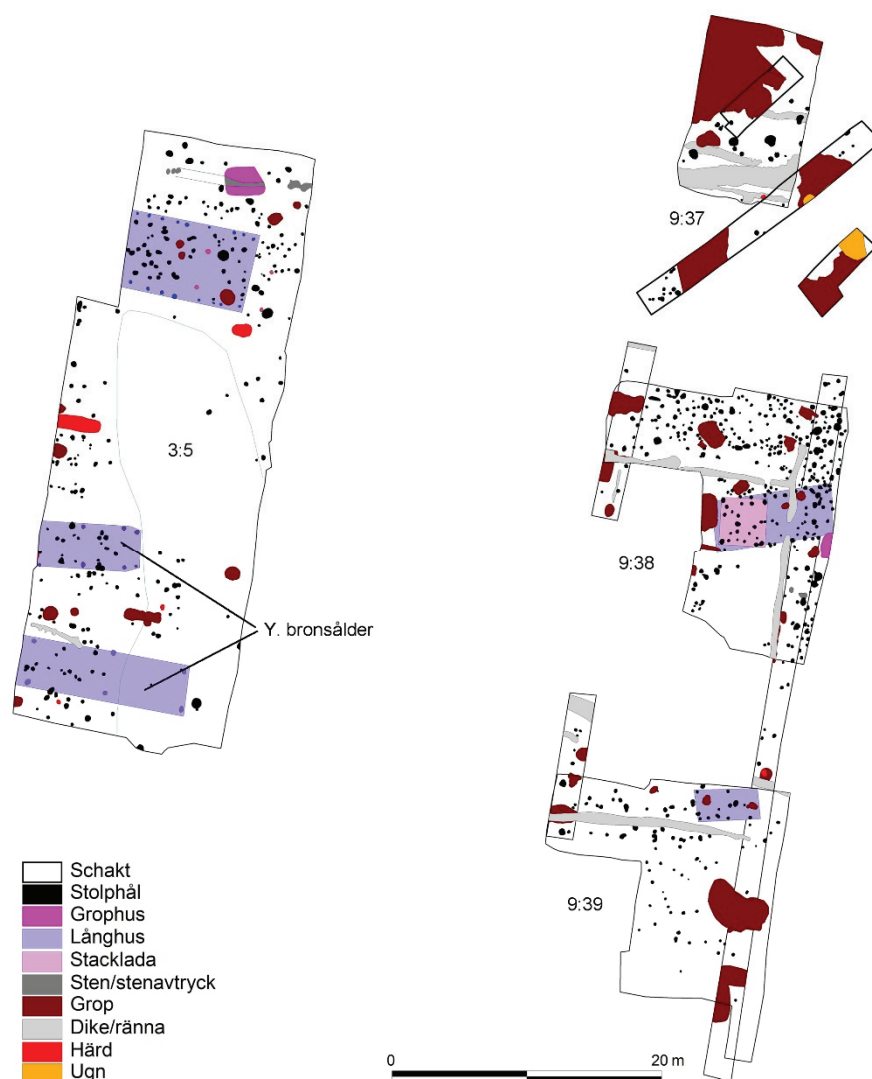 9:37
3:5
9:38
Y. bronsålder
9:39
Schakt
Stolphål
Grophus
Långhus
Stacklada
Sten/stenavtryck
Grop
Dike/ränna
Härd
Ugn
0 20 m